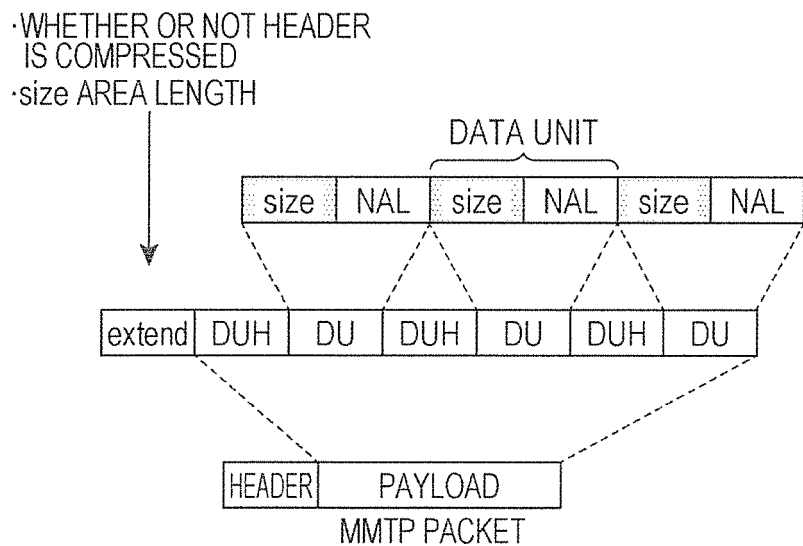 ·WHETHER OR NOT HEADER
IS COMPRESSED
·size AREA LENGTH
DATA UNIT
size NAL size NAL size NAL
extend DUH DU DUH DU DUH DU
HEADER PAYLOAD
MMTP PACKET